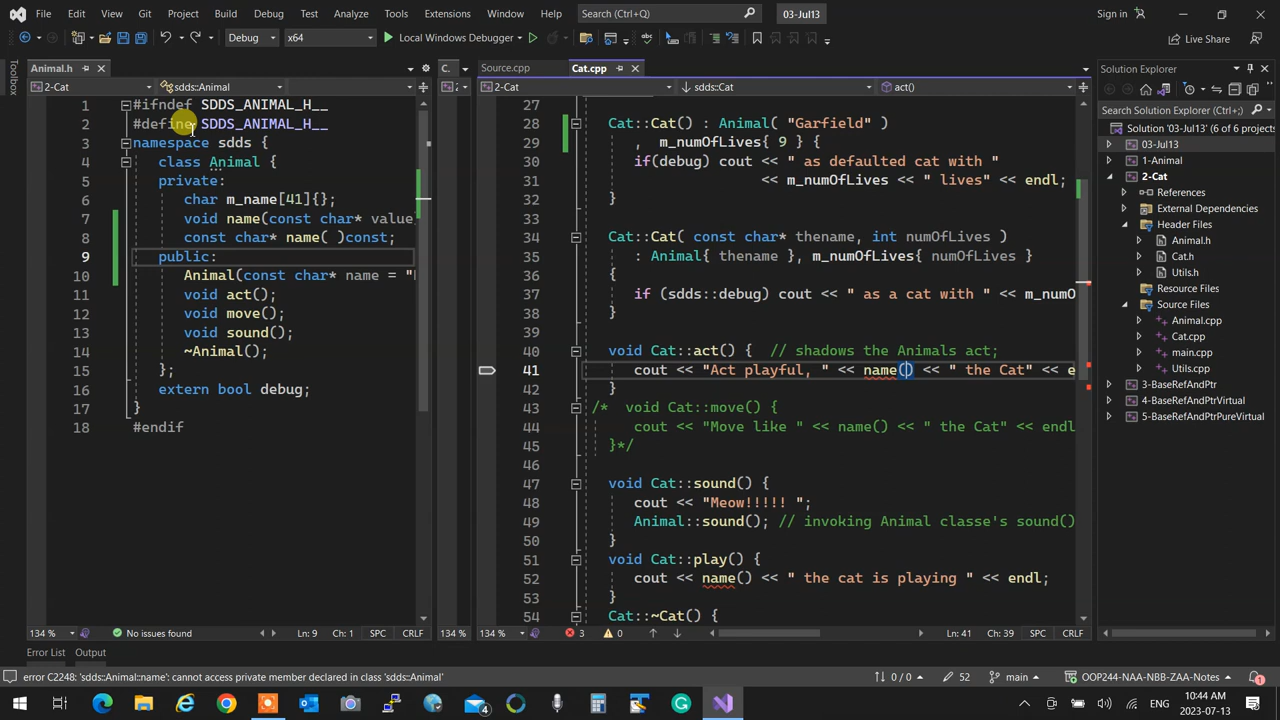 File Edit View Git Project Build Debug Test Analyze Tools Extensions Window Help Search (Ctrl+Q) 03-Jul13 Sign in
Debug x64 Local Windows Debugger Live Share
Toolbox
Animal.h
2-Cat sdds::Animal
1 #ifndef SDDS_ANIMAL_H__
2 #define SDDS_ANIMAL_H__
3 namespace sdds {
4 class Animal {
5 private:
6 char m_name[41]{};
7 void name(const char* value
8 const char* name( )const;
9 public:
10 Animal(const char* name = "
11 void act();
12 void move();
13 void sound();
14 ~Animal();
15 };
16 extern bool debug;
17 }
18 #endif
134 % No issues found Ln: 9 Ch: 1 SPC CRLF
C.
2
134 %
Source.cpp Cat.cpp
2-Cat sdds::Cat act()
27
28 Cat::Cat() : Animal( "Garfield" )
29 , m_numOfLives{ 9 } {
30 if(debug) cout << " as defaulted cat with "
31 << m_numOfLives << " lives" << endl;
32 }
33
34 Cat::Cat( const char* thename, int numOfLives )
35 : Animal{ thename }, m_numOfLives{ numOfLives }
36 {
37 if (sdds::debug) cout << " as a cat with " << m_numO
38 }
39
40 void Cat::act() { // shadows the Animals act;
41 cout << "Act playful, " << name() << " the Cat" << e
42 }
43 /* void Cat::move() {
44 cout << "Move like " << name() << " the Cat" << endl
45 }*/
46
47 void Cat::sound() {
48 cout << "Meow!!!!! ";
49 Animal::sound(); // invoking Animal classe's sound()
50 }
51 void Cat::play() {
52 cout << name() << " the cat is playing " << endl;
53 }
54 Cat::~Cat() {
134 % 3 0 Ln: 41 Ch: 39 SPC CRLF
Solution Explorer
Search Solution Explorer (Ctrl+
Solution '03-Jul13' (6 of 6 projects
03-Jul13
1-Animal
2-Cat
References
External Dependencies
Header Files
Animal.h
Cat.h
Utils.h
Resource Files
Source Files
Animal.cpp
Cat.cpp
main.cpp
Utils.cpp
3-BaseRefAndPtr
4-BaseRefAndPtrVirtual
5-BaseRefAndPtrPureVirtual
Error List Output
error C2248: 'sdds::Animal::name': cannot access private member declared in class 'sdds::Animal' 0 / 0 52 main OOP244-NAA-NBB-ZAA-Notes 1
4 ENG 10:44 AM
2023-07-13